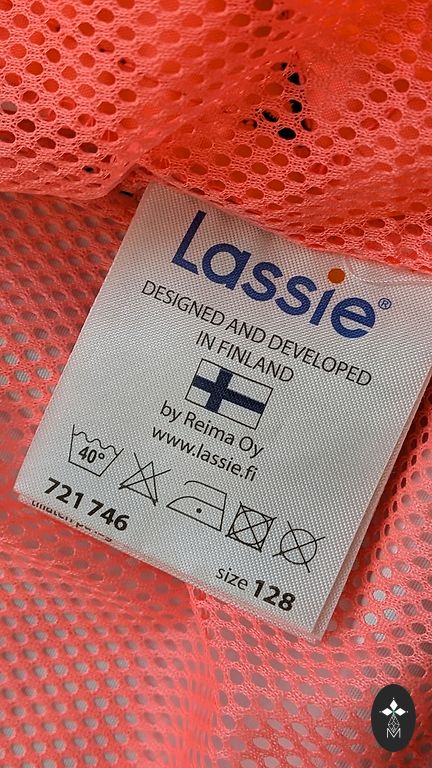 Lassie®
DESIGNED AND DEVELOPED
IN FINLAND
by Reima Oy
www.lassie.fi
40°
721 746
size 128